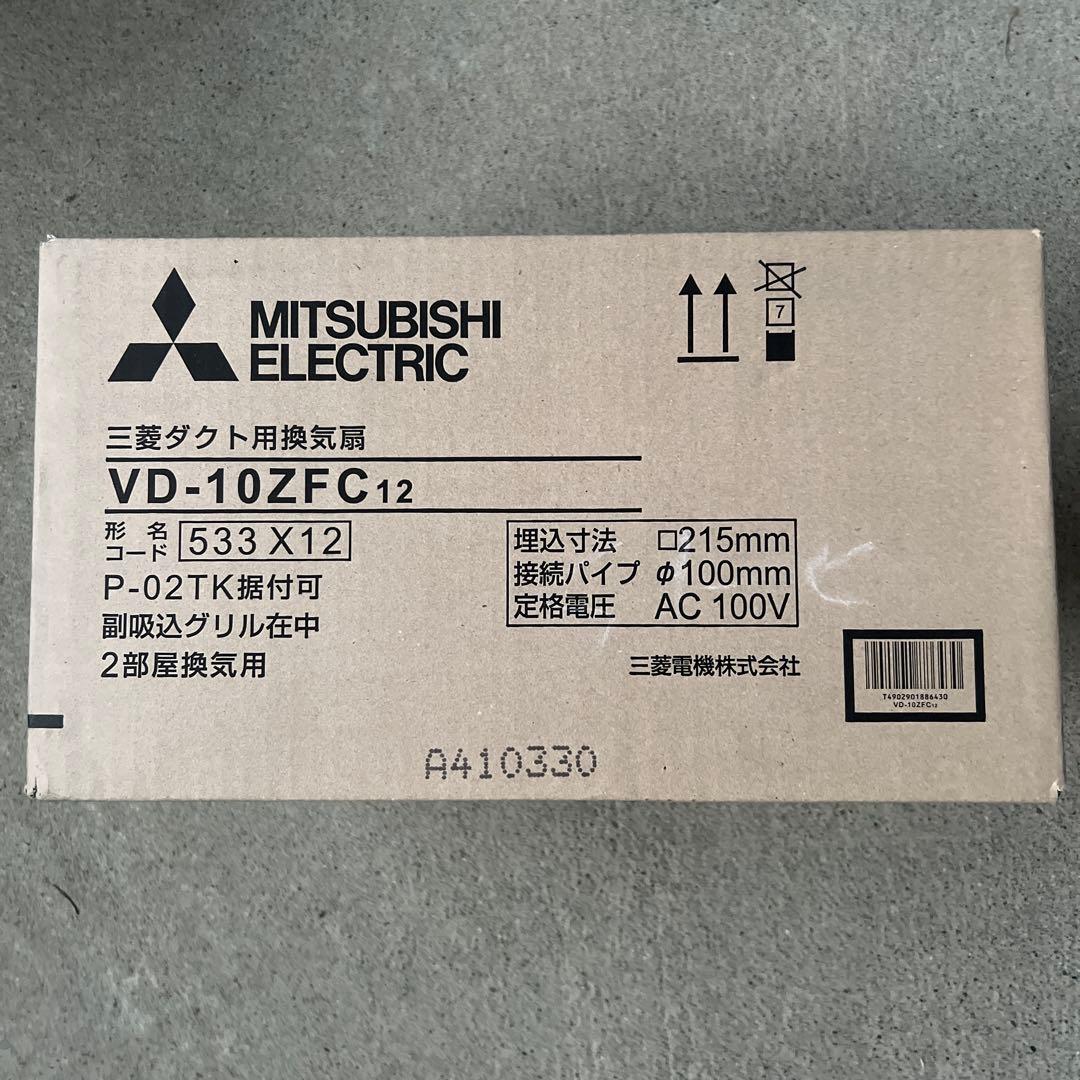 MITSUBISHI
ELECTRIC
7
三菱ダクト用換気扇
VD-10ZFC12
形名
コード 533X12
P-02TK据付可
副吸込グリル在中
2部屋換気用
埋込寸法 □215mm
接続パイプ φ100mm
定格電圧 AC 100V
三菱電機株式会社
T4902901886430
VD-10ZFC12
A410330